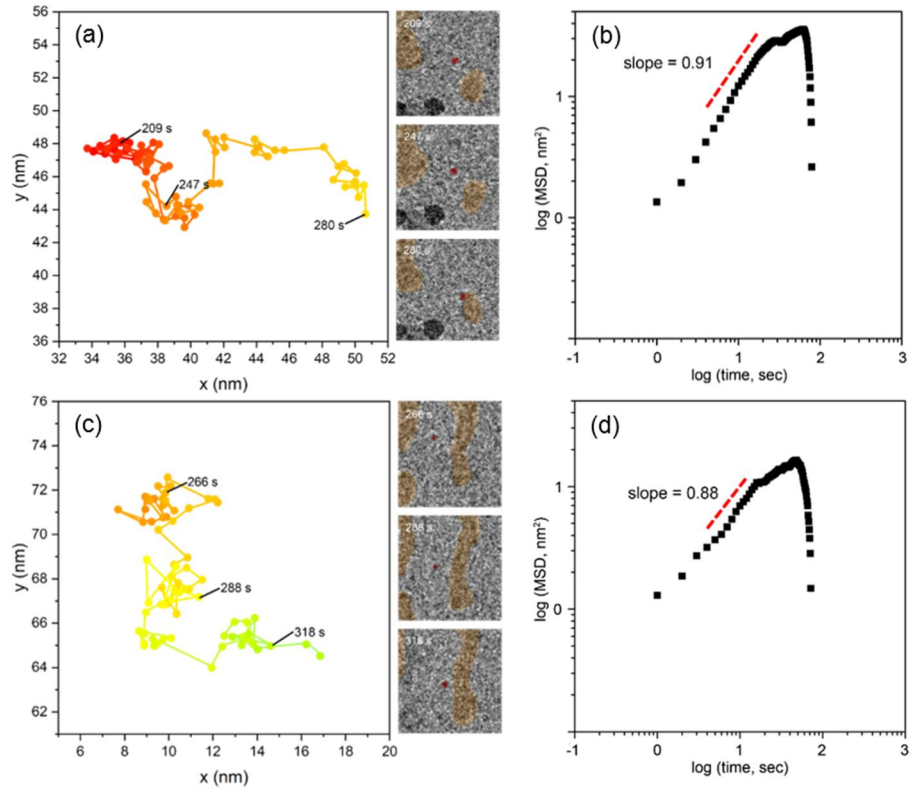 (a)
y (nm)
56
54
52
50
48
46
44
42
40
38
36
32 34 36 38 40 42 44 46 48 50 52
x (nm)
209 s
247 s
280 s
209 s
247 s
280 s
(b)
log (MSD, nm²)
1
0
slope = 0.91
-1 0 1 2 3
log (time, sec)
(c)
y (nm)
76
74
72
70
68
66
64
62
6 8 10 12 14 16 18 20
x (nm)
266 s
288 s
318 s
266 s
288 s
318 s
(d)
log (MSD, nm²)
1
0
slope = 0.88
-1 0 1 2 3
log (time, sec)